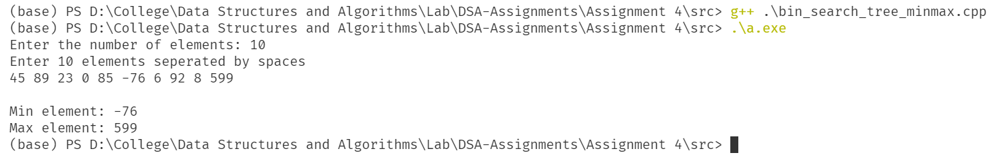 (base) PS D:\College\Data Structures and Algorithms\Lab\DSA-Assignments\Assignment 4\src> g++ .\bin_search_tree_minmax.cpp
(base) PS D:\College\Data Structures and Algorithms\Lab\DSA-Assignments\Assignment 4\src> .\a.exe
Enter the number of elements: 10
Enter 10 elements seperated by spaces
45 89 23 0 85 -76 6 92 8 599
Min element: -76
Max element: 599
(base) PS D:\College\Data Structures and Algorithms\Lab\DSA-Assignments\Assignment 4\src>